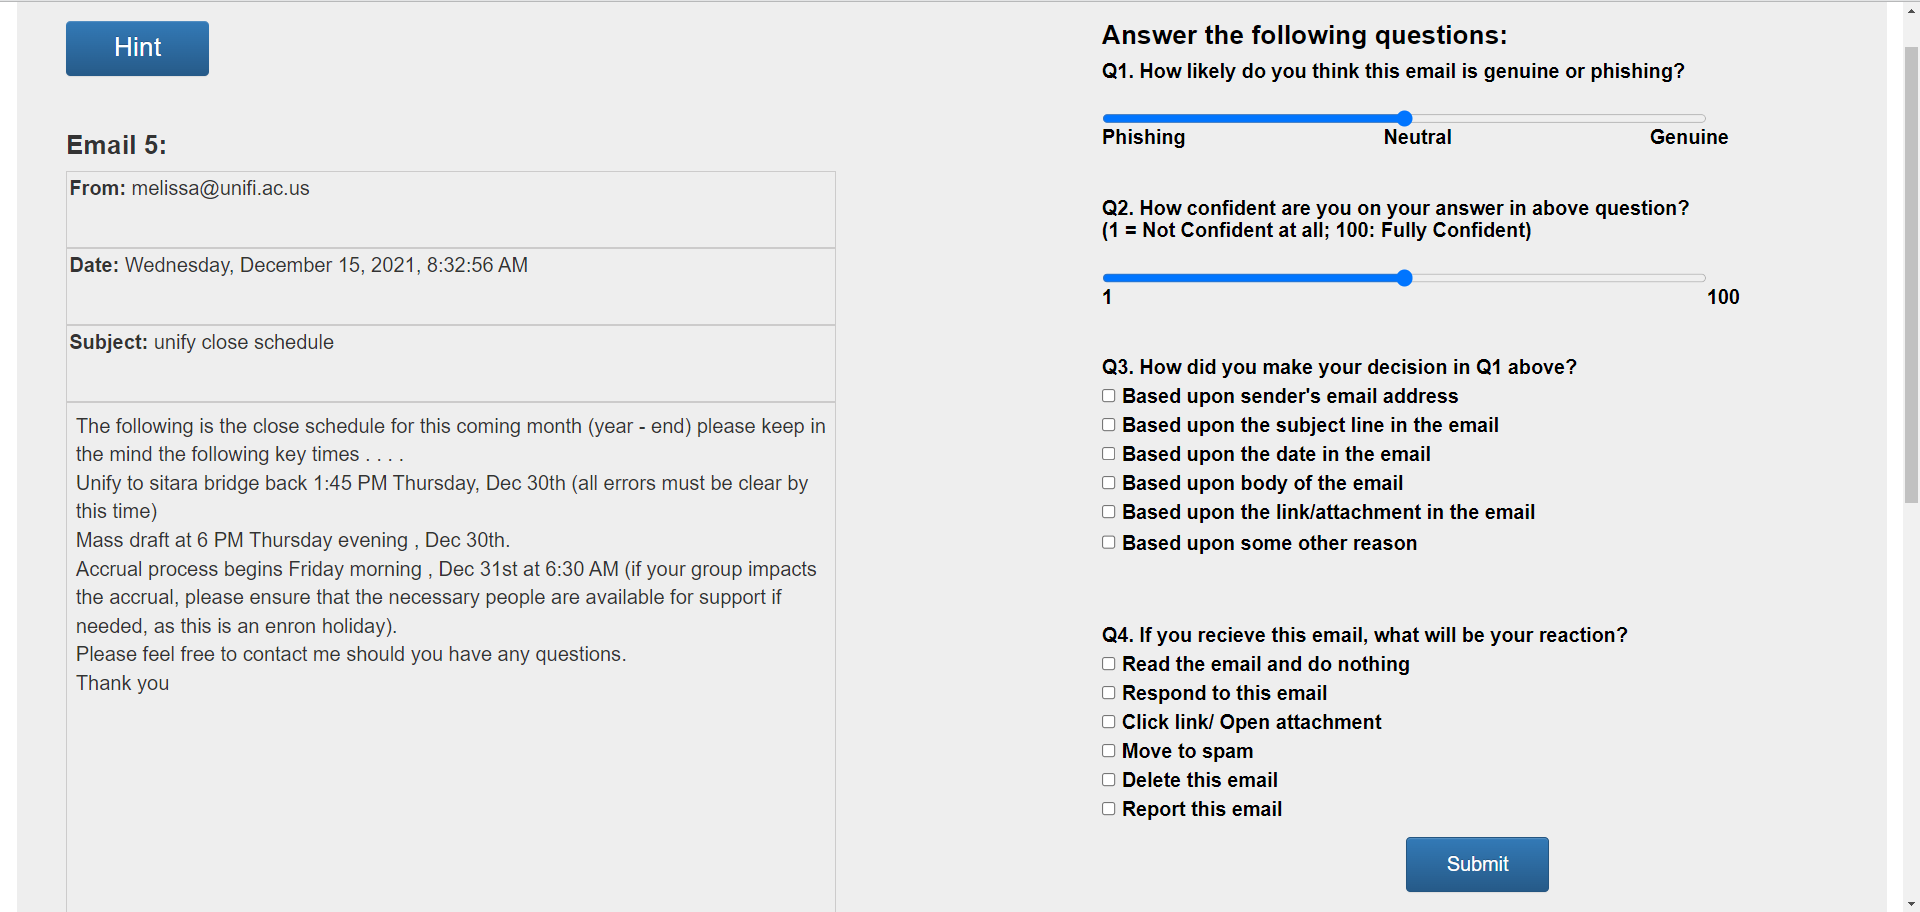 Hint
Email 5:
From: melissa@unifi.ac.us
Date: Wednesday, December 15, 2021, 8:32:56 AM
Subject: unify close schedule
The following is the close schedule for this coming month (year - end) please keep in
the mind the following key times . . . .
Unify to sitara bridge back 1:45 PM Thursday, Dec 30th (all errors must be clear by
this time)
Mass draft at 6 PM Thursday evening , Dec 30th.
Accrual process begins Friday morning , Dec 31st at 6:30 AM (if your group impacts
the accrual, please ensure that the necessary people are available for support if
needed, as this is an enron holiday).
Please feel free to contact me should you have any questions.
Thank you
Answer the following questions:
Q1. How likely do you think this email is genuine or phishing?
Phishing Neutral Genuine
Q2. How confident are you on your answer in above question?
(1 = Not Confident at all; 100: Fully Confident)
1 100
Q3. How did you make your decision in Q1 above?
Based upon sender's email address
Based upon the subject line in the email
Based upon the date in the email
Based upon body of the email
Based upon the link/attachment in the email
Based upon some other reason
Q4. If you recieve this email, what will be your reaction?
Read the email and do nothing
Respond to this email
Click link/ Open attachment
Move to spam
Delete this email
Report this email
Submit